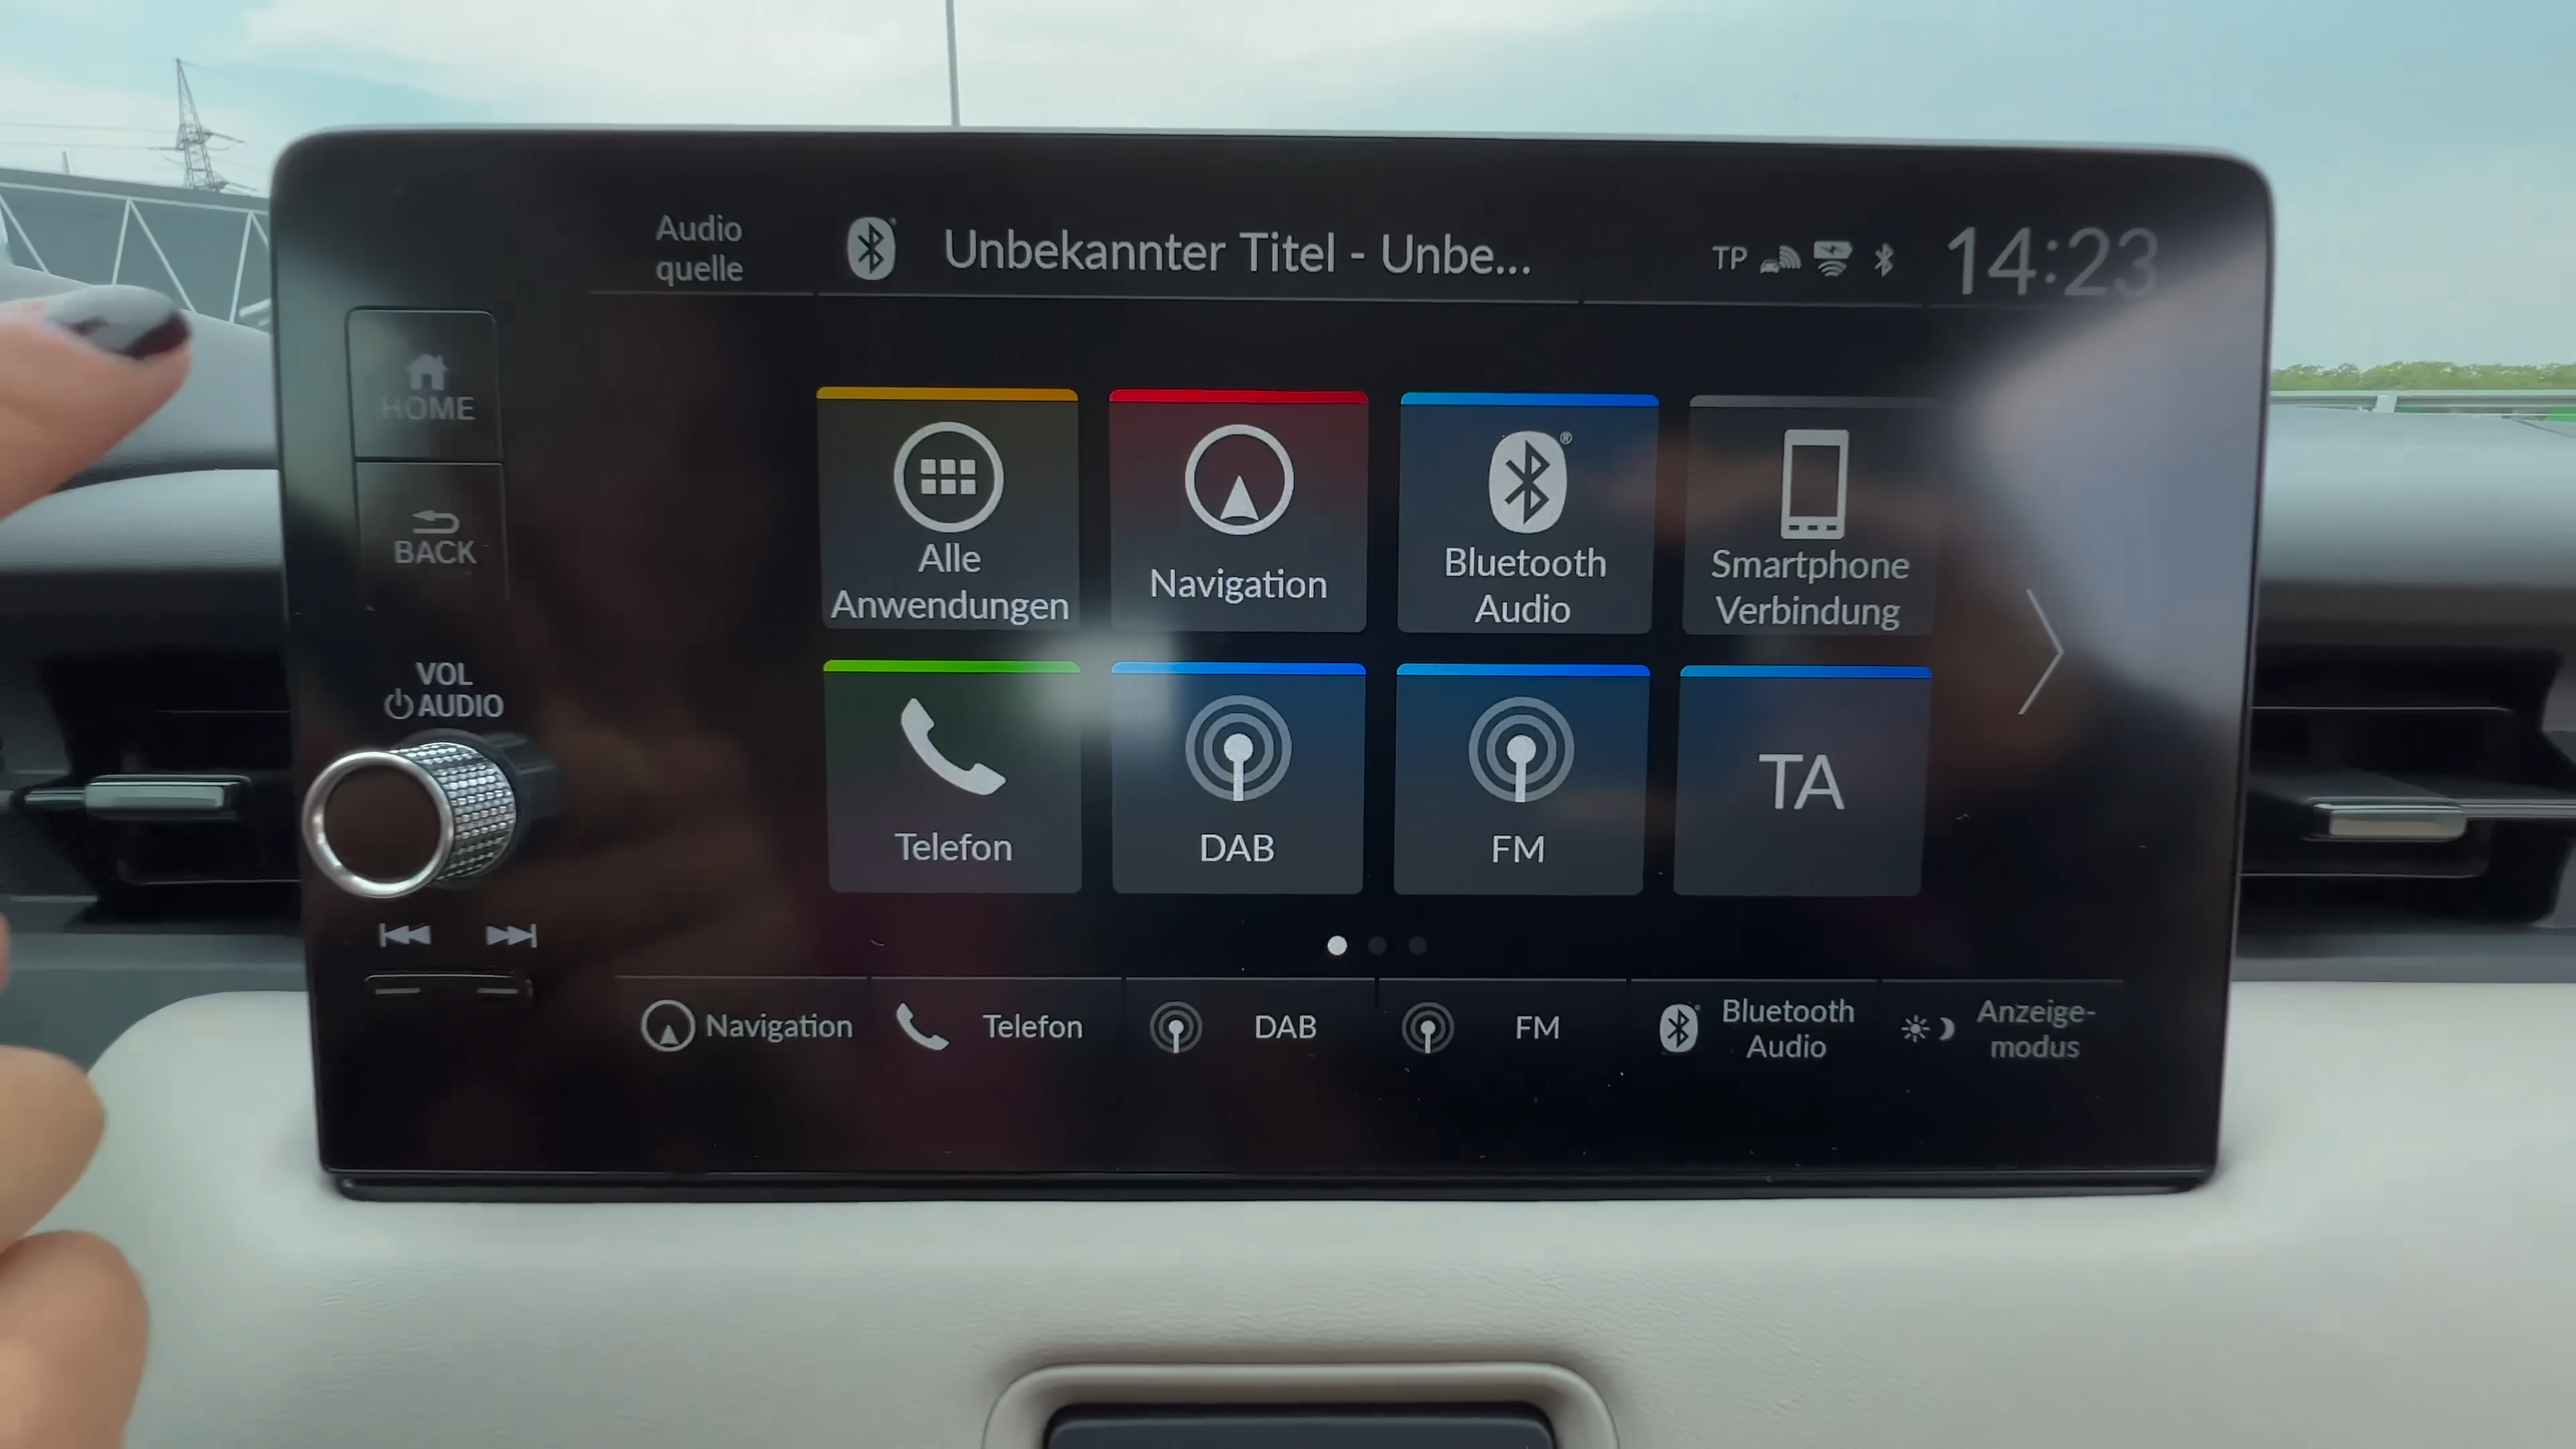 Audio
quelle
Unbekannter Titel - Unbe...
TP
14:23
HOME
BACK
VOL
AUDIO
Alle
Anwendungen
Navigation
Bluetooth
Audio
Smartphone
Verbindung
Telefon
DAB
FM
TA
Navigation
Telefon
DAB
FM
Bluetooth
Audio
Anzeige-
modus